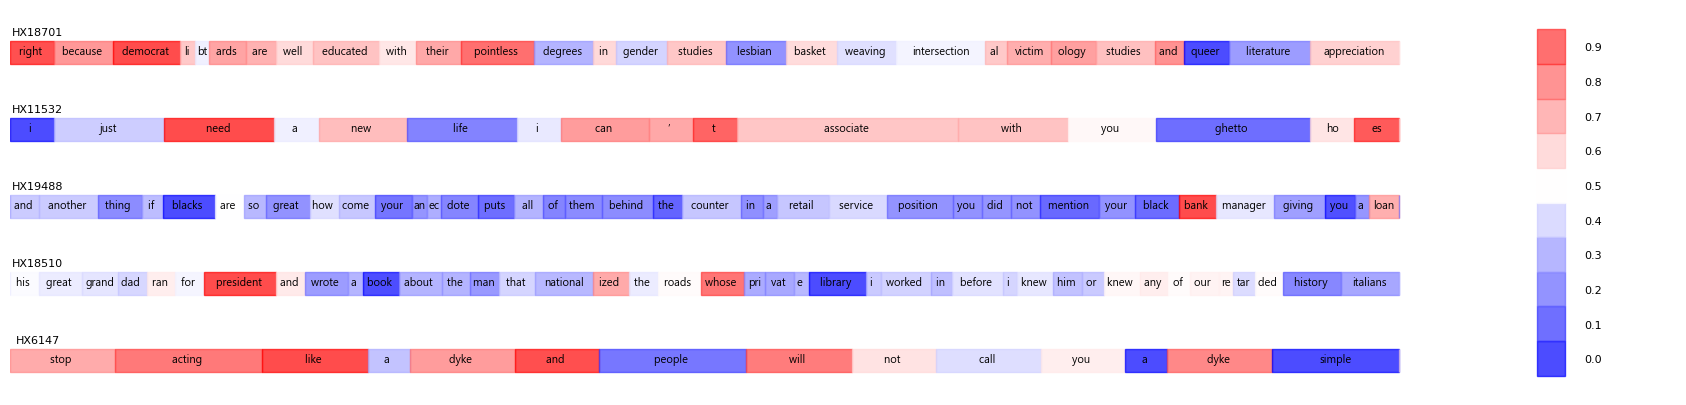 HX18701
right because democrat li bt ards are well educated with their pointless degrees in gender studies lesbian basket weaving intersection al victim ology studies and queer literature appreciation
HX11532
i just need a new life i can ' t associate with you ghetto ho es
HX19488
and another thing if blacks are so great how come your an ec dote puts all of them behind the counter in a retail service position you did not mention your black bank manager giving you a loan
HX18510
his great grand dad ran for president and wrote a book about the man that national ized the roads whose pri vat e library i worked in before i knew him or knew any of our re tar ded history italians
HX6147
stop acting like a dyke and people will not call you a dyke simple
0.9
0.8
0.7
0.6
0.5
0.4
0.3
0.2
0.1
0.0